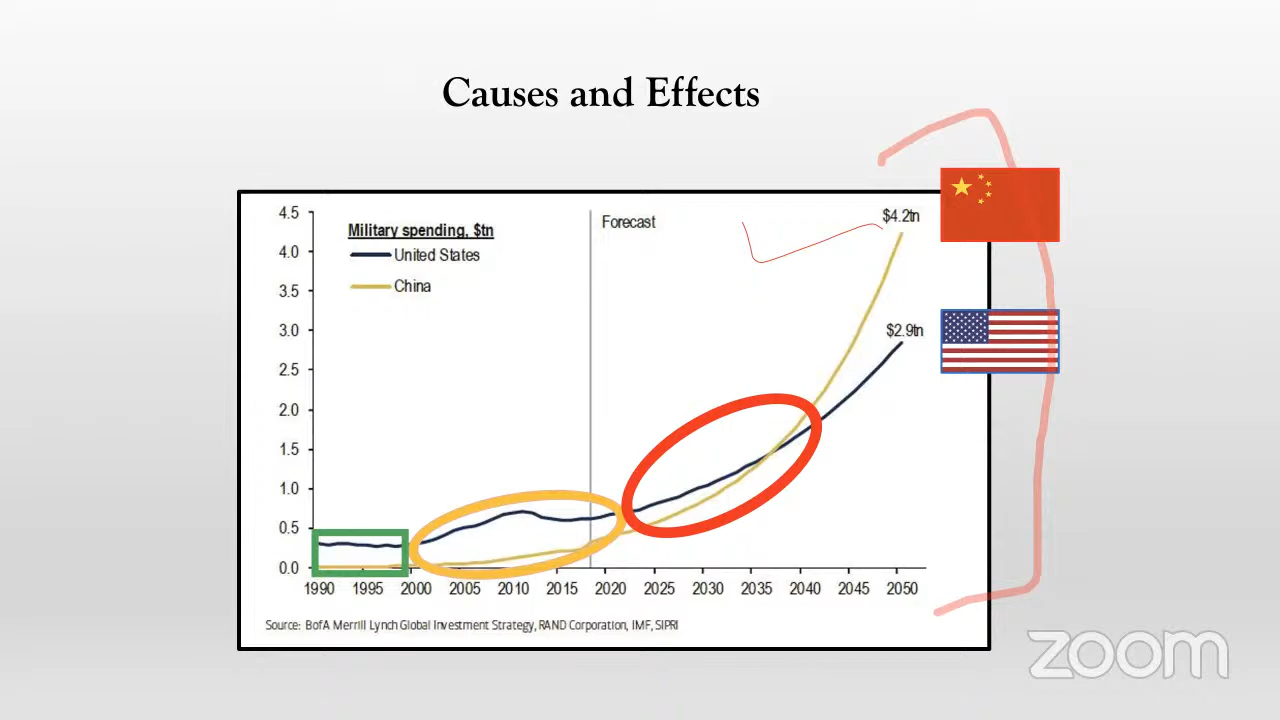 Causes and Effects
4.5
4.0
3.5
3.0
2.5
2.0
1.5
1.0
0.5
0.0
Military spending, $tn
United States
China
Forecast
$4.2tn
$2.9tn
1990 1995 2000 2005 2010 2015 2020 2025 2030 2035 2040 2045 2050
Source: BofA Merrill Lynch Global Investment Strategy, RAND Corporation, IMF, SIPRI
zoom